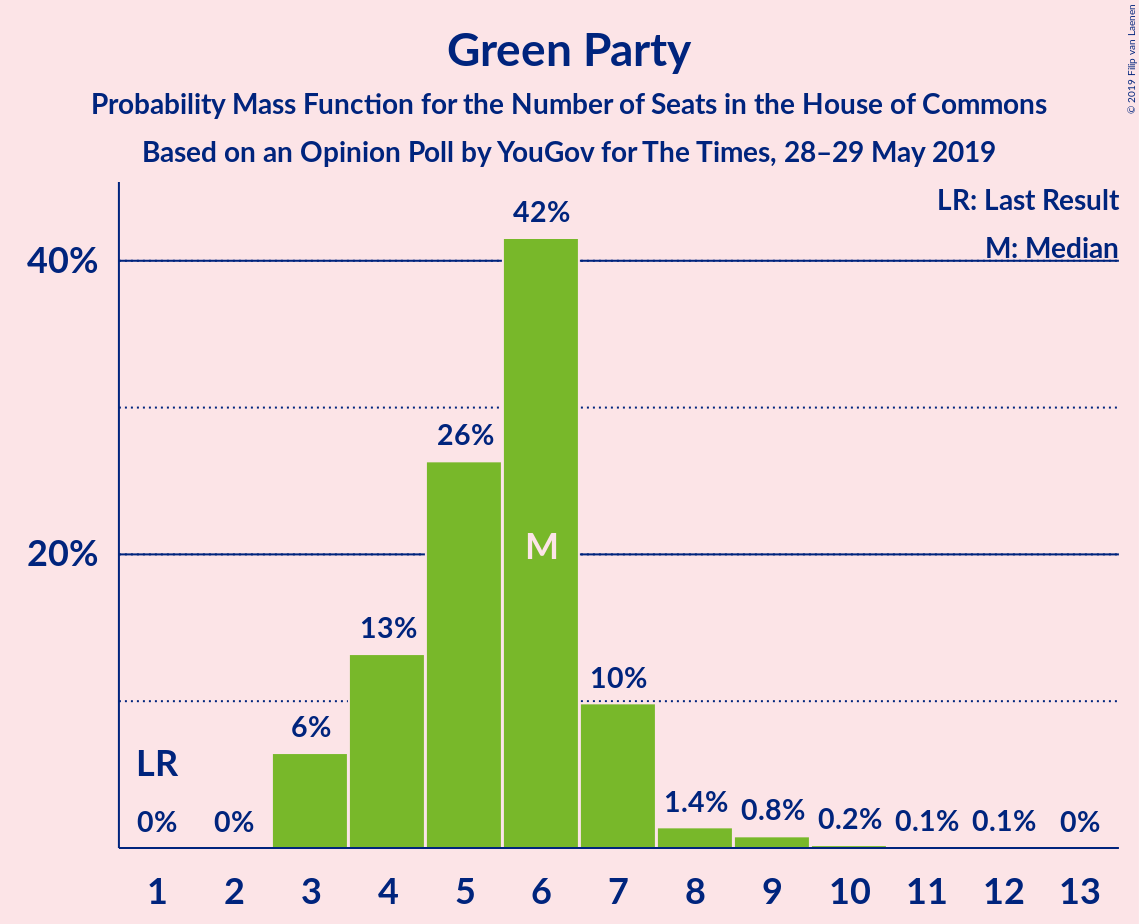 Green Party
Probability Mass Function for the Number of Seats in the House of Commons
Based on an Opinion Poll by YouGov for The Times, 28–29 May 2019
© 2019 Filip van Laenen
LR: Last Result
M: Median
40%
20%
LR
0%
0%
6%
13%
26%
42%
M
10%
1.4%
0.8%
0.2%
0.1%
0.1%
0%
1 2 3 4 5 6 7 8 9 10 11 12 13